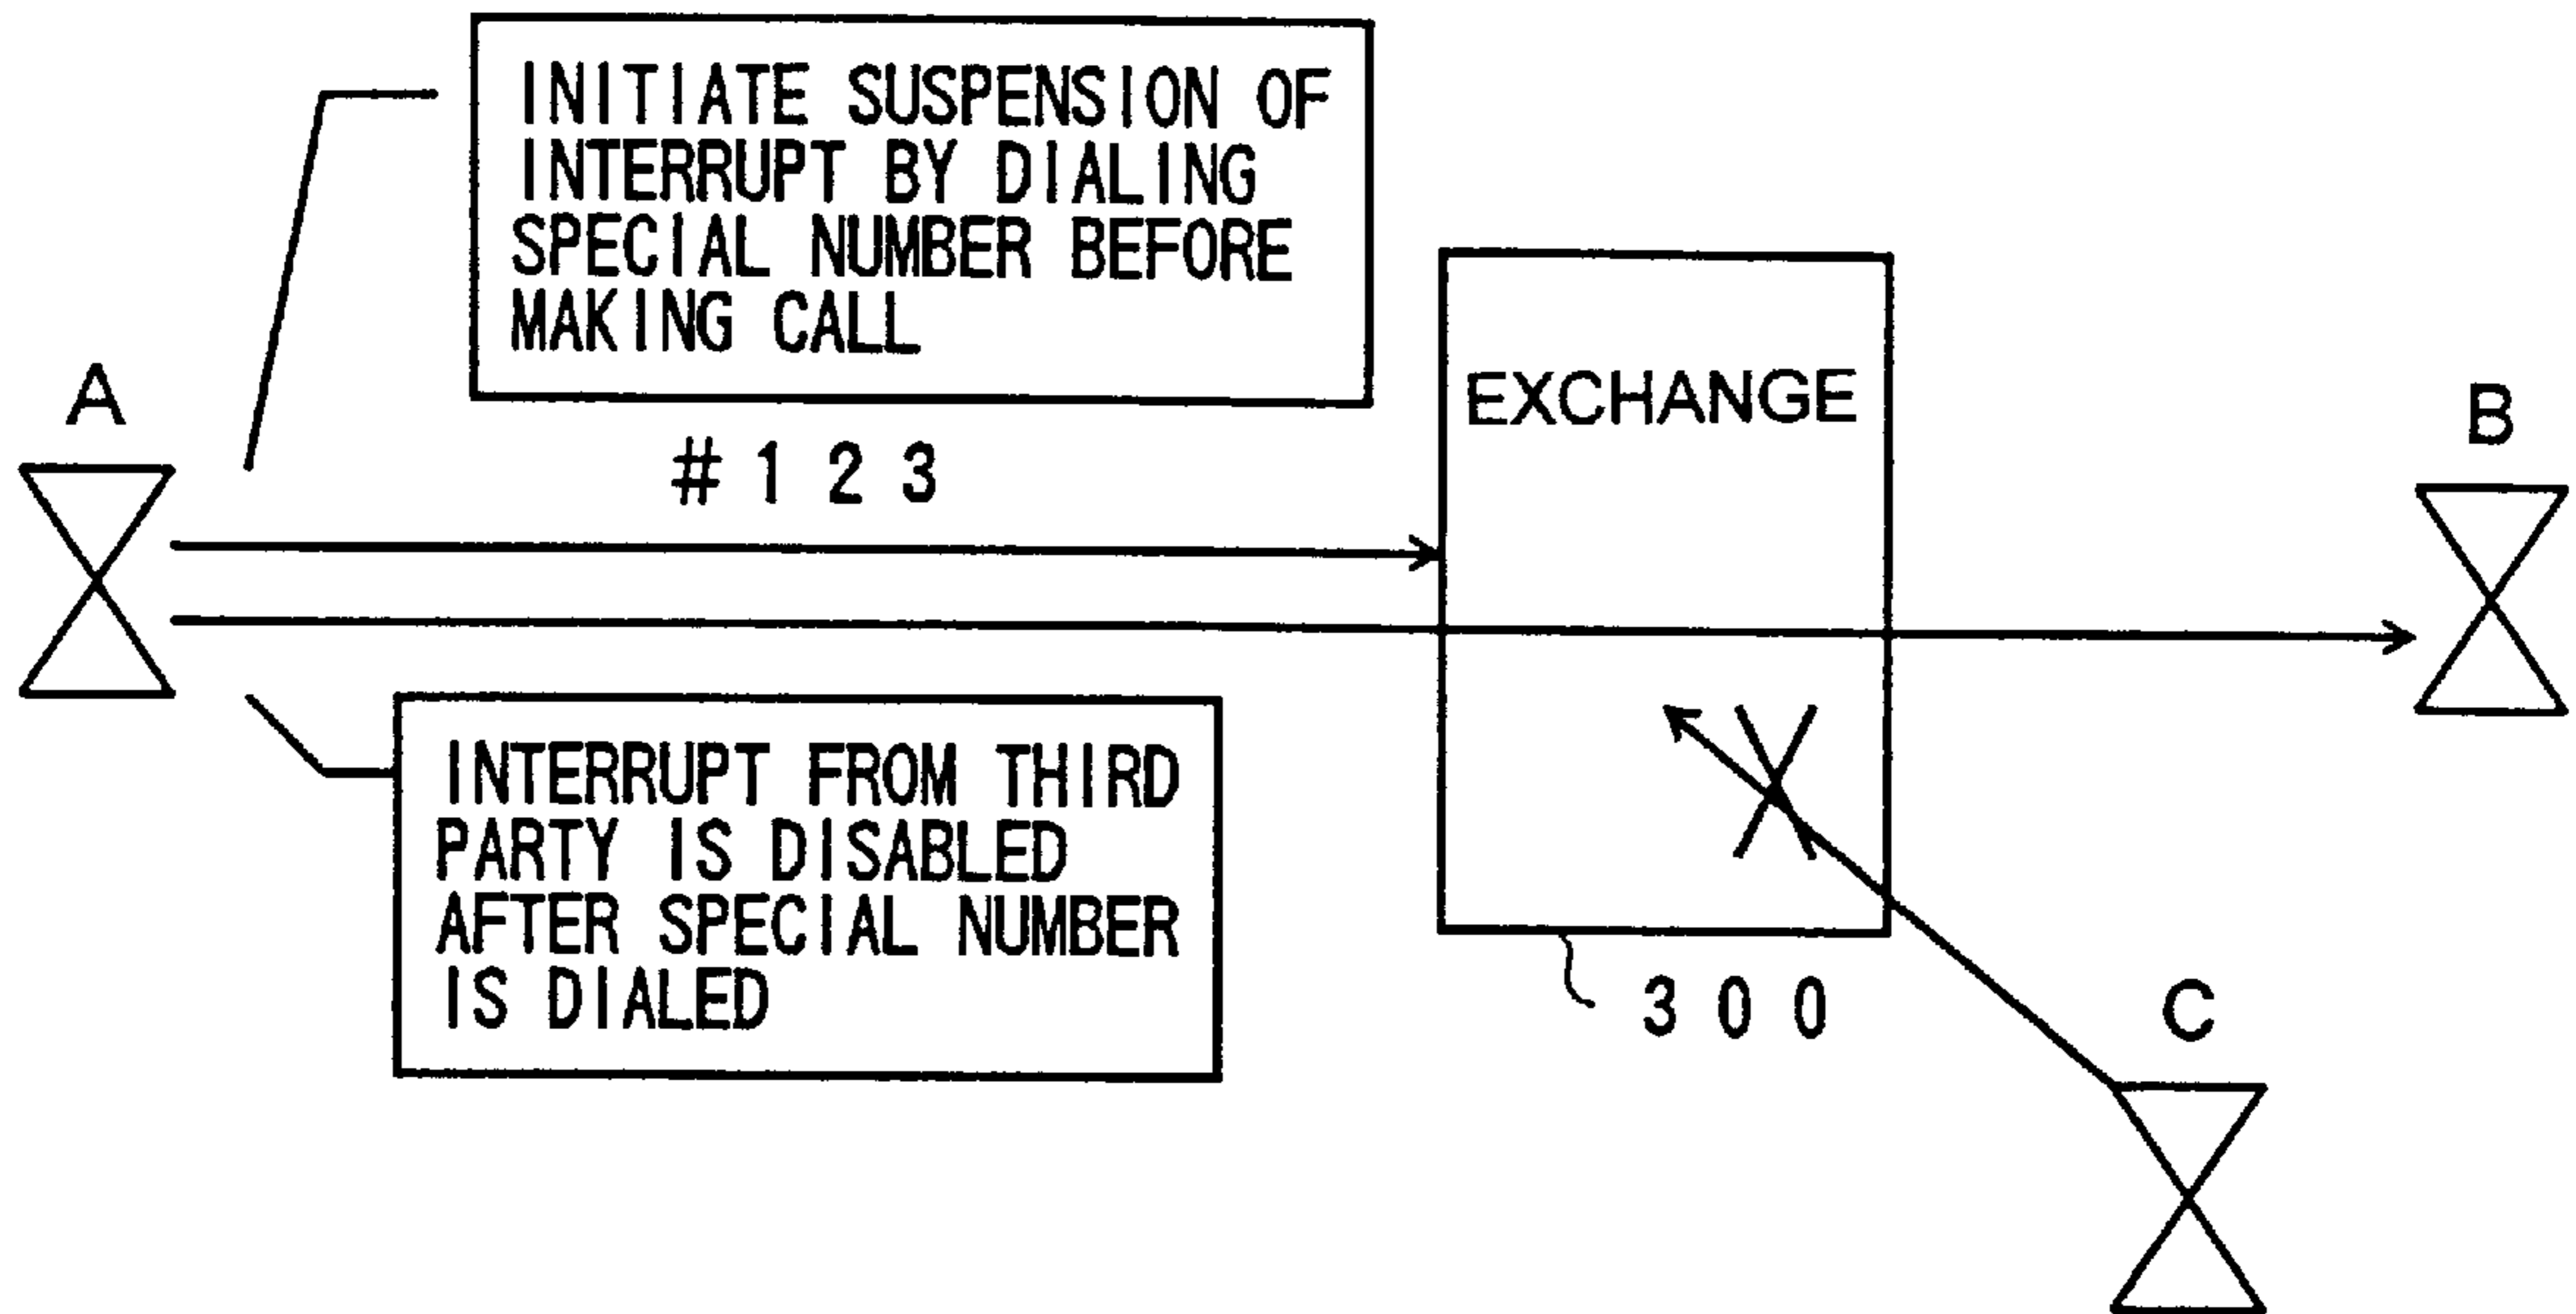 INITIATE SUSPENSION OF
INTERRUPT BY DIALING
SPECIAL NUMBER BEFORE
MAKING CALL
A
#123
EXCHANGE
B
INTERRUPT FROM THIRD
PARTY IS DISABLED
AFTER SPECIAL NUMBER
IS DIALED
300
C